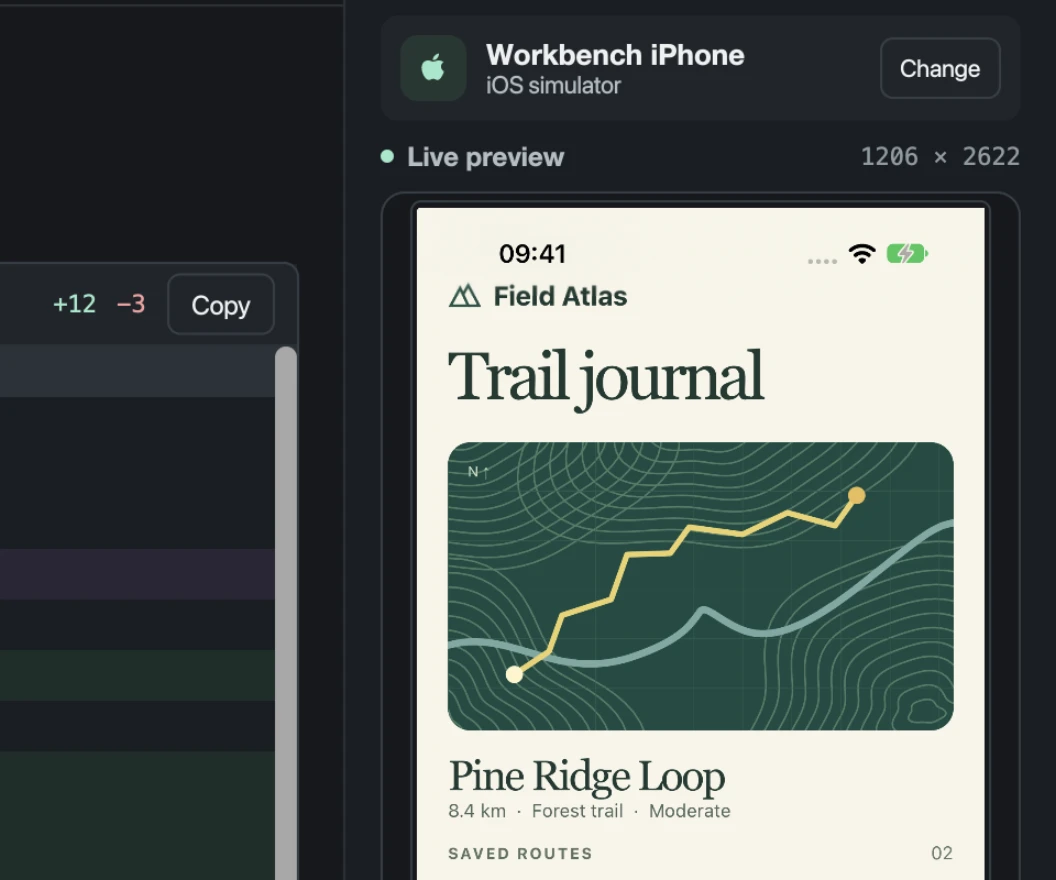 Workbench iPhone
iOS simulator
Change
Live preview
1206 × 2622
+12 −3
Copy
09:41
Field Atlas
Trail journal
N ↑
Pine Ridge Loop
8.4 km · Forest trail · Moderate
SAVED ROUTES
02